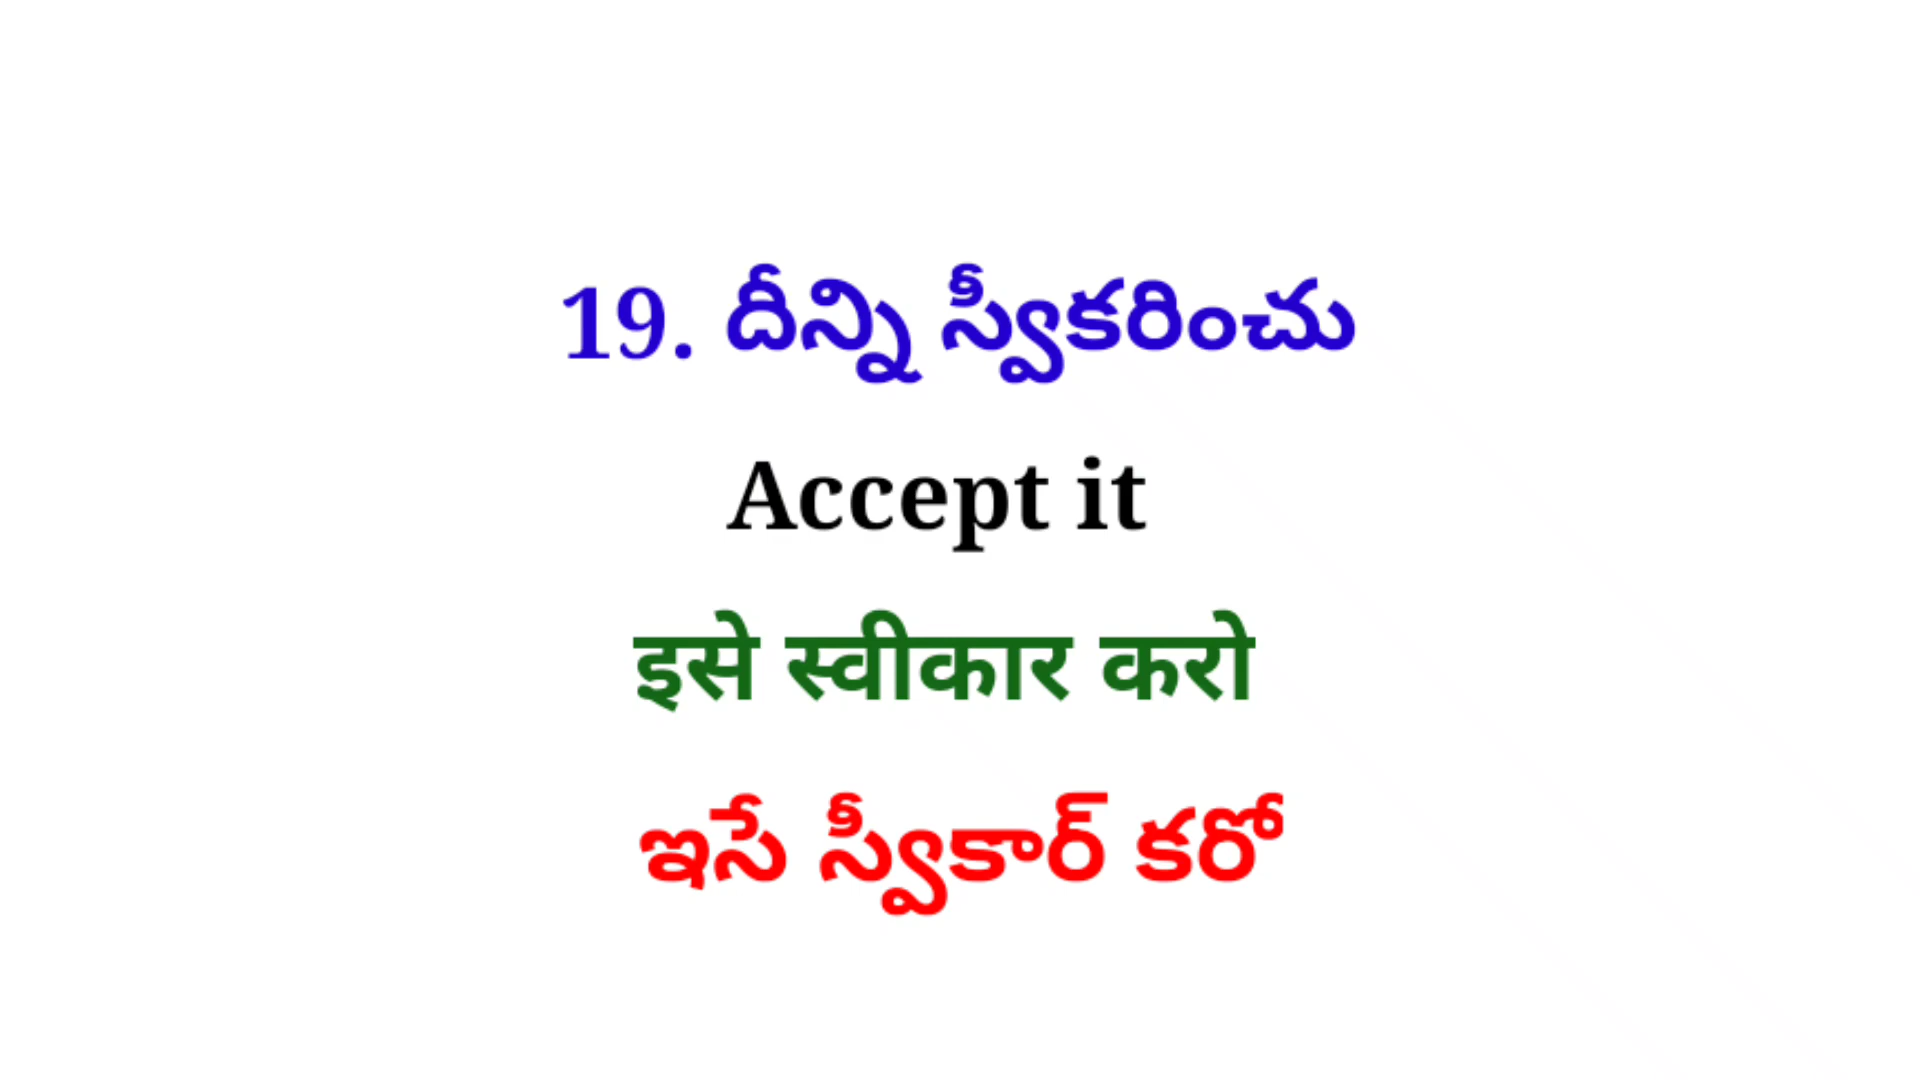 19. దీన్ని స్వీకరించు
Accept it
इसे स्वीकार करो
ఇసే స్వీకార్ కరో